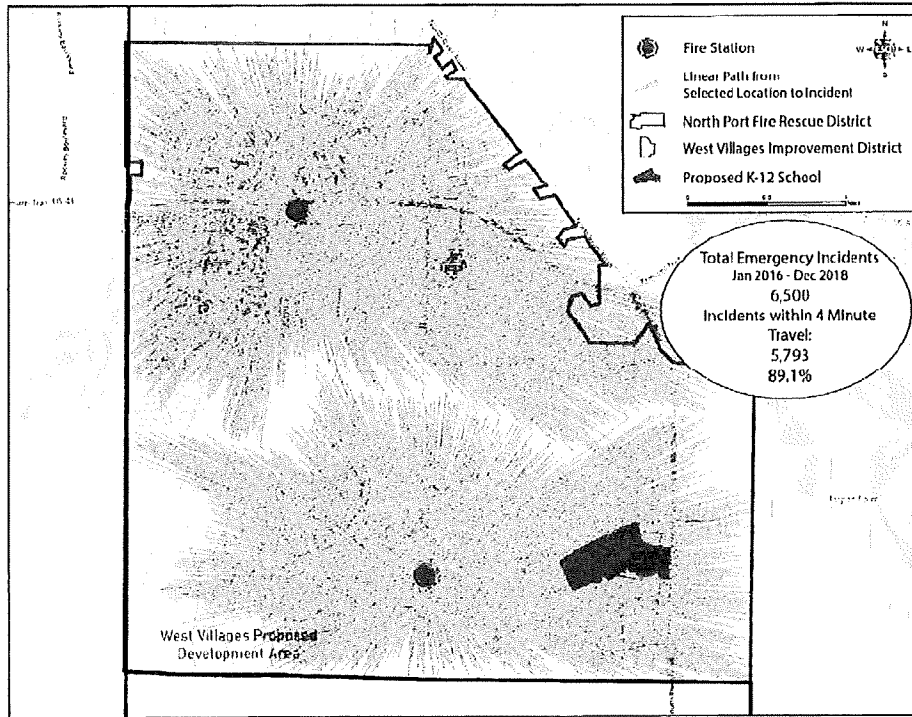 N
W
E
S
Fire Station
Linear Path from
Selected Location to Incident
North Port Fire Rescue District
West Villages Improvement District
Proposed K-12 School
Total Emergency Incidents
Jan 2016 - Dec 2018
6,500
Incidents within 4 Minute
Travel:
5,793
89.1%
West Villages Proposed
Development Area